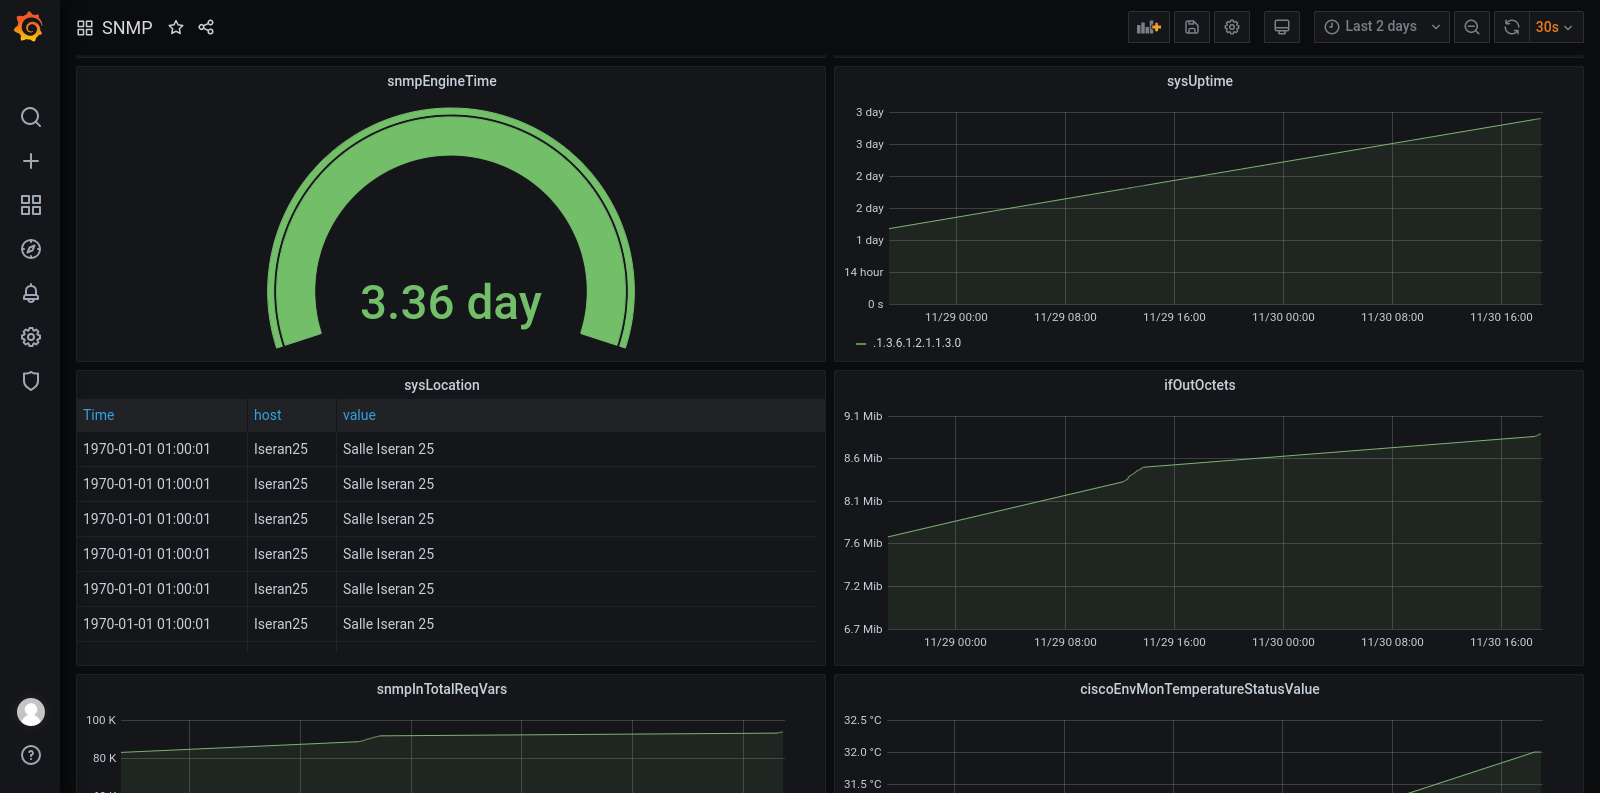 SNMP
Last 2 days
30s
snmpEngineTime
3.36 day
sysUptime
3 day
3 day
2 day
2 day
1 day
14 hour
0 s
11/29 00:00 11/29 08:00 11/29 16:00 11/30 00:00 11/30 08:00 11/30 16:00
.1.3.6.1.2.1.1.3.0
sysLocation
Time host value
1970-01-01 01:00:01 Iseran25 Salle Iseran 25
1970-01-01 01:00:01 Iseran25 Salle Iseran 25
1970-01-01 01:00:01 Iseran25 Salle Iseran 25
1970-01-01 01:00:01 Iseran25 Salle Iseran 25
1970-01-01 01:00:01 Iseran25 Salle Iseran 25
1970-01-01 01:00:01 Iseran25 Salle Iseran 25
ifOutOctets
9.1 Mib
8.6 Mib
8.1 Mib
7.6 Mib
7.2 Mib
6.7 Mib
11/29 00:00 11/29 08:00 11/29 16:00 11/30 00:00 11/30 08:00 11/30 16:00
snmpInTotalReqVars
100 K
80 K
ciscoEnvMonTemperatureStatusValue
32.5 °C
32.0 °C
31.5 °C